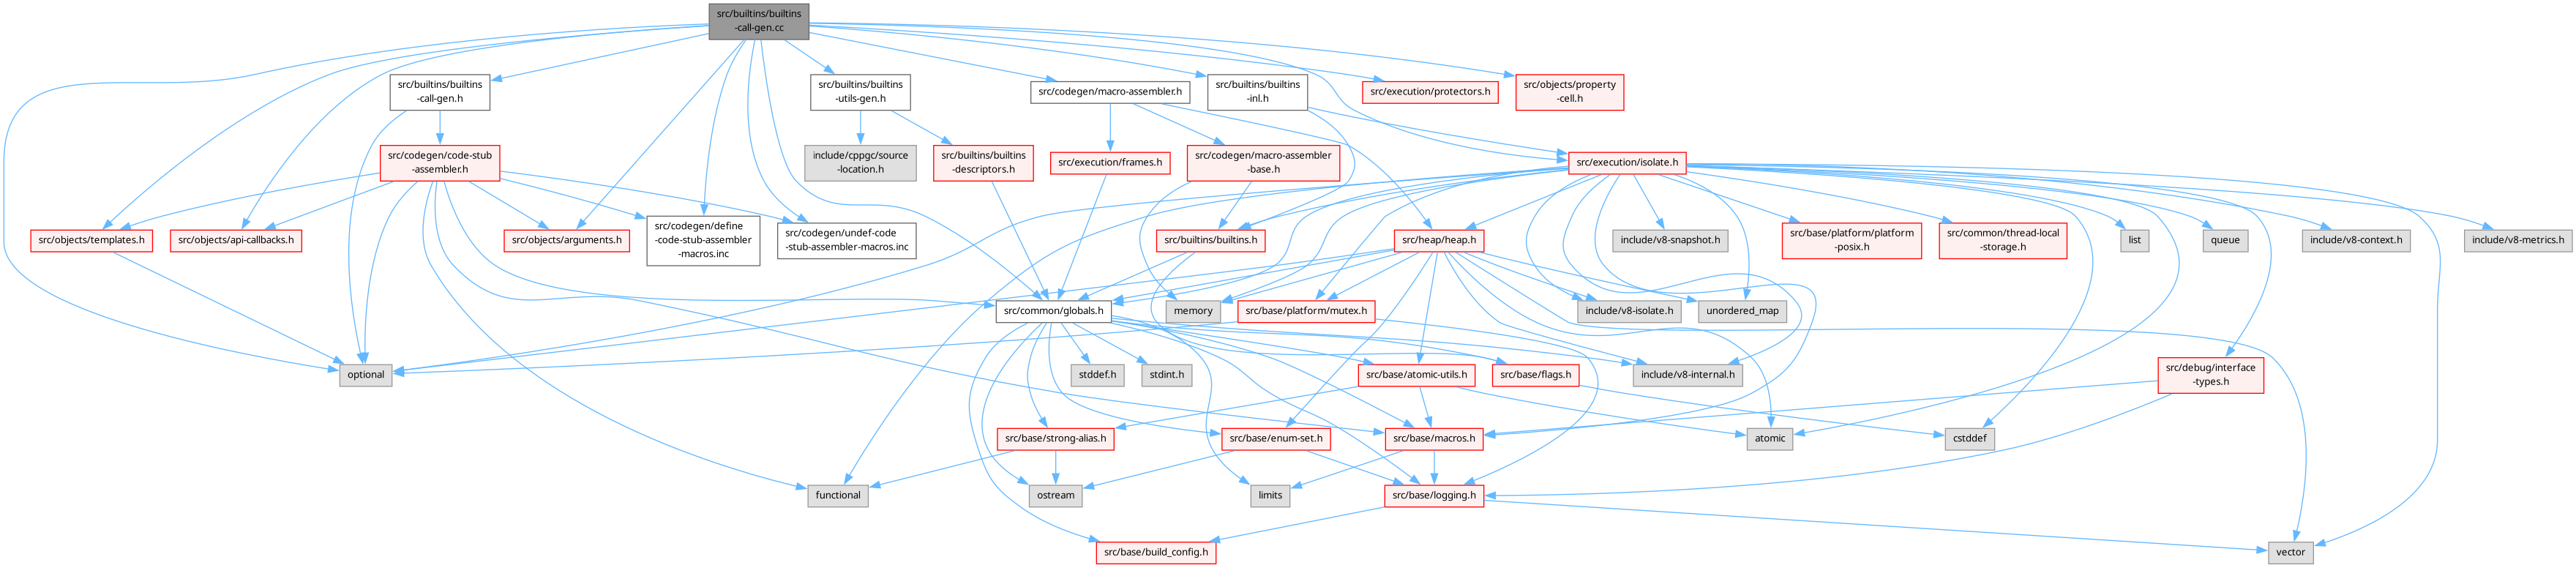 src/builtins/builtins
-call-gen.cc
src/builtins/builtins
-call-gen.h
src/builtins/builtins
-utils-gen.h
src/codegen/macro-assembler.h
src/builtins/builtins
-inl.h
src/execution/protectors.h
src/objects/property
-cell.h
src/codegen/code-stub
-assembler.h
include/cppgc/source
-location.h
src/builtins/builtins
-descriptors.h
src/execution/frames.h
src/codegen/macro-assembler
-base.h
src/execution/isolate.h
src/objects/templates.h
src/objects/api-callbacks.h
src/objects/arguments.h
src/codegen/define
-code-stub-assembler
-macros.inc
src/codegen/undef-code
-stub-assembler-macros.inc
src/builtins/builtins.h
src/heap/heap.h
include/v8-snapshot.h
src/base/platform/platform
-posix.h
src/common/thread-local
-storage.h
list
queue
include/v8-context.h
include/v8-metrics.h
src/common/globals.h
memory
src/base/platform/mutex.h
include/v8-isolate.h
unordered_map
optional
stddef.h
stdint.h
src/base/atomic-utils.h
src/base/flags.h
include/v8-internal.h
src/debug/interface
-types.h
src/base/strong-alias.h
src/base/enum-set.h
src/base/macros.h
atomic
cstddef
functional
ostream
limits
src/base/logging.h
src/base/build_config.h
vector